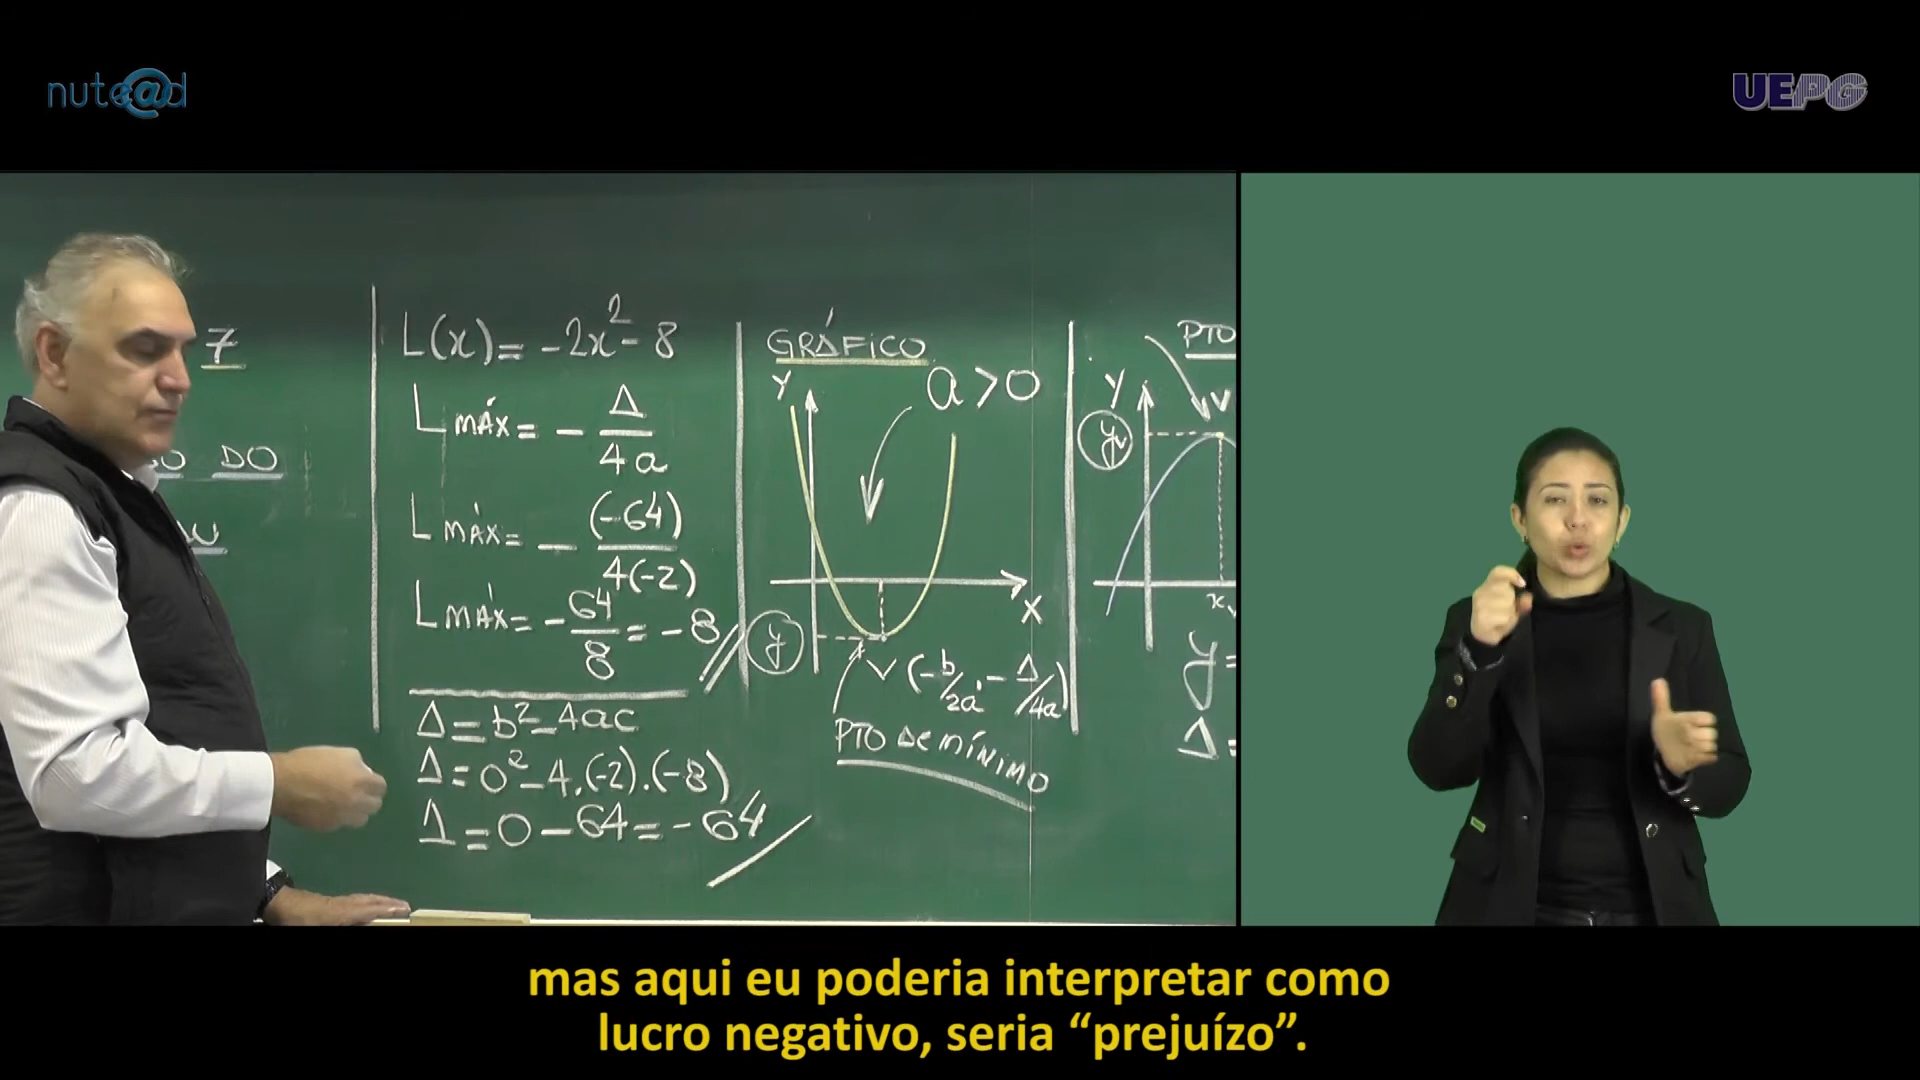 nute@d
UEPG
7
DO
L(x) = -2x² - 8
Lmáx = - Δ/4a
Lmáx = - (-64)/4(-2)
Lmáx = - 64/8 = -8
Δ = b² - 4ac
Δ = 0² - 4.(-2).(-8)
Δ = 0 - 64 = -64
GRÁFICO
a > 0
y
x
y
V (-b/2a, -Δ/4a)
PTO DE MÍNIMO
PTO
V
y
yv
xv
y =
Δ =
mas aqui eu poderia interpretar como
lucro negativo, seria “prejuízo”.